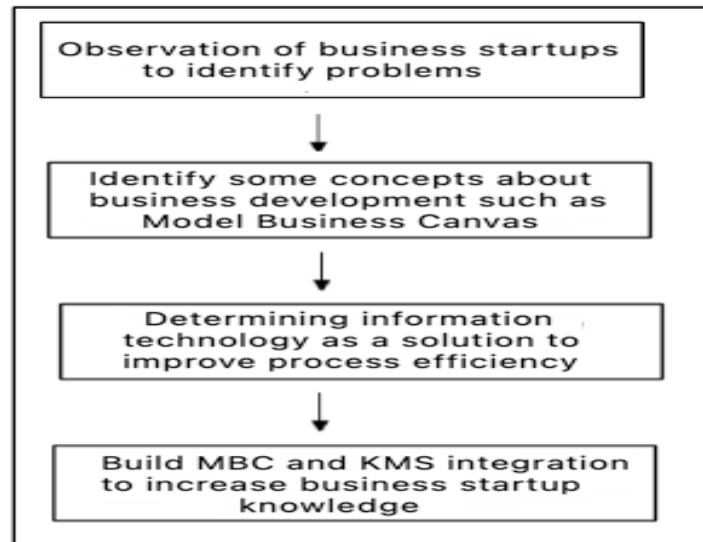 Observation of business startups
to identify problems
Identify some concepts about
business development such as
Model Business Canvas
Determining information
technology as a solution to
improve process efficiency
Build MBC and KMS integration
to increase business startup
knowledge